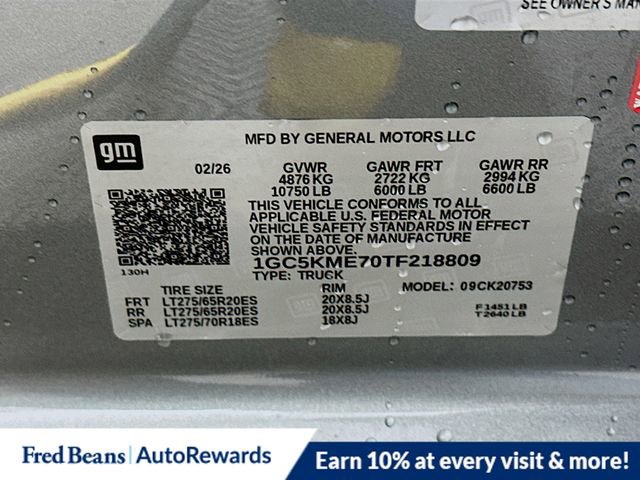 SEE OWNER'S MAN
gm
MFD BY GENERAL MOTORS LLC
02/26 GVWR GAWR FRT GAWR RR
4876 KG 2722 KG 2994 KG
10750 LB 6000 LB 6600 LB
THIS VEHICLE CONFORMS TO ALL
APPLICABLE U.S. FEDERAL MOTOR
VEHICLE SAFETY STANDARDS IN EFFECT
ON THE DATE OF MANUFACTURE
SHOWN ABOVE.
1GC5KME70TF218809
130H
TYPE: TRUCK MODEL: 09CK20753
TIRE SIZE RIM
FRT LT275/65R20ES 20X8.5J F1451 LB
RR LT275/65R20ES 20X8.5J T2640 LB
SPA LT275/70R18ES 18X8J
Fred Beans | AutoRewards Earn 10% at every visit & more!